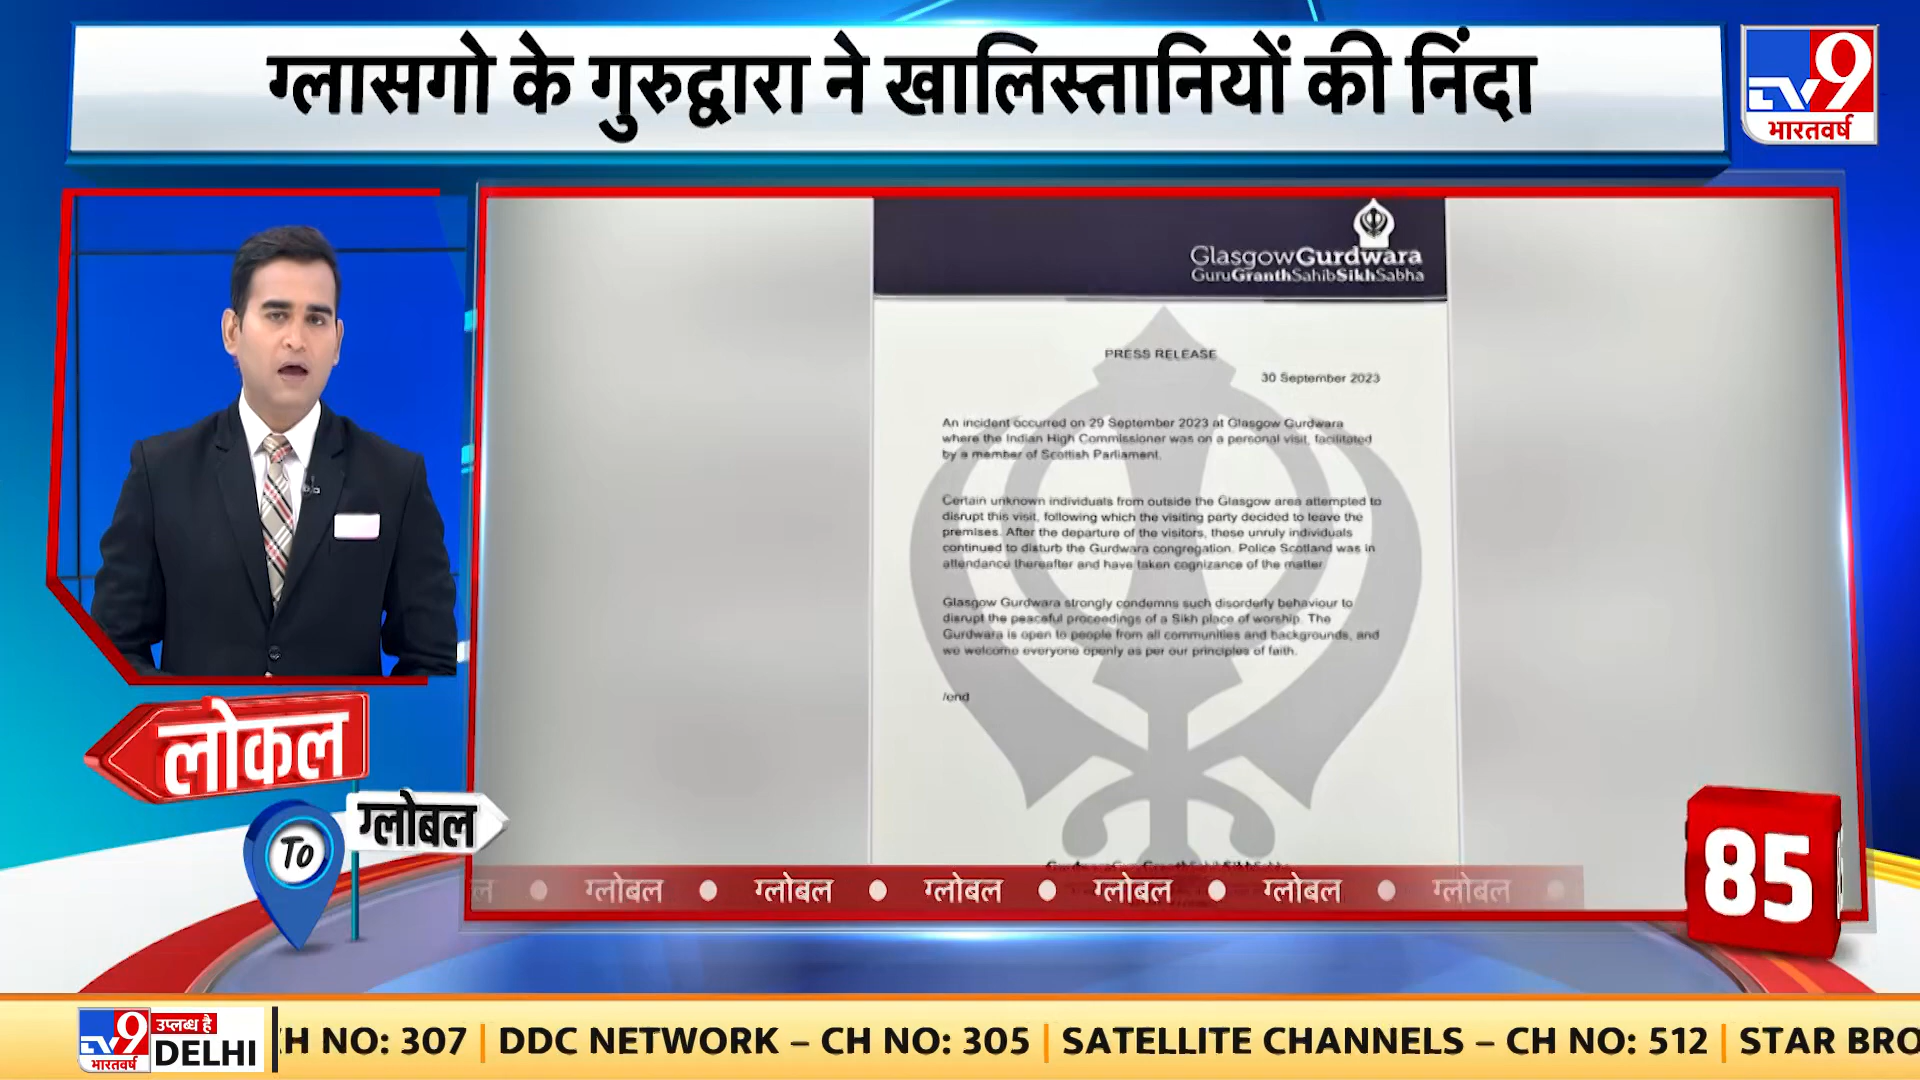 ग्लासगो के गुरुद्वारा ने खालिस्तानियों की निंदा
TV9
भारतवर्ष
GlasgowGurdwara
GuruGranthSahibSikhSabha
PRESS RELEASE
30 September 2023
An incident occurred on 29 September 2023 at Glasgow Gurdwara
where the Indian High Commissioner was on a personal visit, facilitated
by a member of Scottish Parliament.
Certain unknown individuals from outside the Glasgow area attempted to
disrupt this visit, following which the visiting party decided to leave the
premises. After the departure of the visitors, these unruly individuals
continued to disturb the Gurdwara congregation. Police Scotland was in
attendance thereafter and have taken cognizance of the matter.
Glasgow Gurdwara strongly condemns such disorderly behaviour to
disrupt the peaceful proceedings of a Sikh place of worship. The
Gurdwara is open to people from all communities and backgrounds, and
we welcome everyone openly as per our principles of faith.
/end
लोकल
To
ग्लोबल
ल ● ग्लोबल ● ग्लोबल ● ग्लोबल ● ग्लोबल ● ग्लोबल ● ग्लोबल
85
TV9
भारतवर्ष
उपलब्ध है
DELHI
CH NO: 307 | DDC NETWORK – CH NO: 305 | SATELLITE CHANNELS – CH NO: 512 | STAR BRO